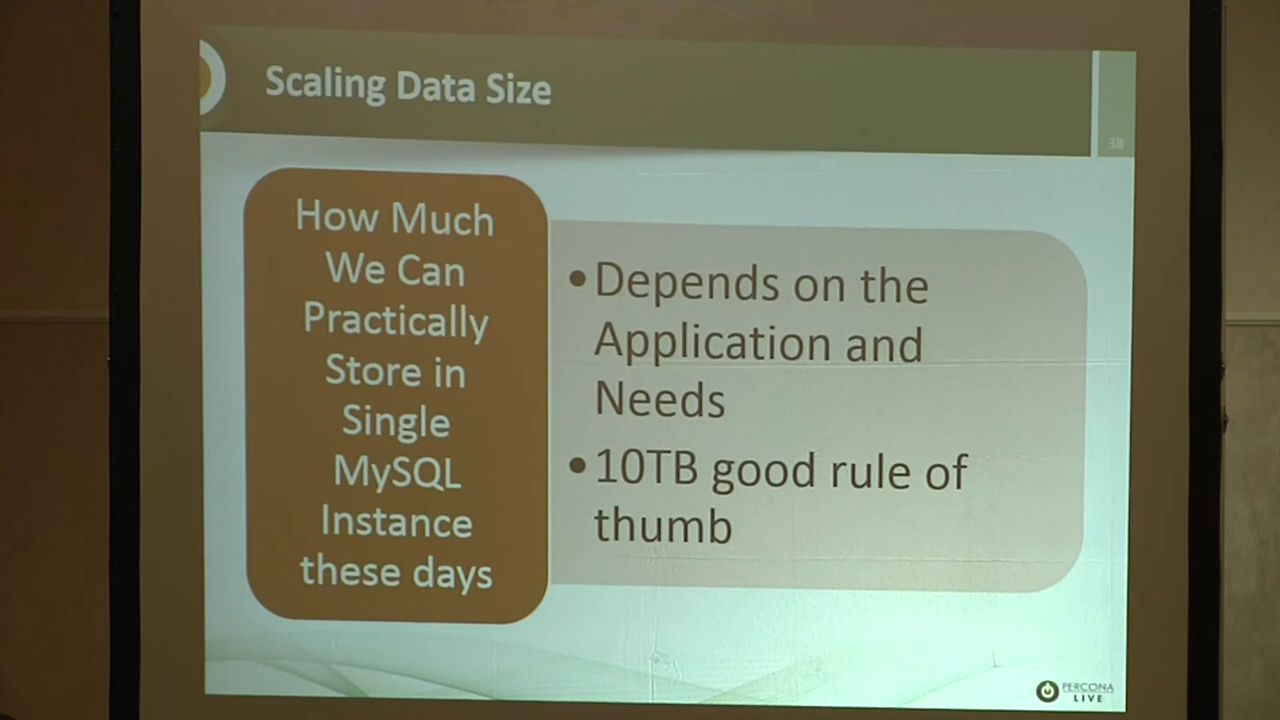 Scaling Data Size
38
How Much
We Can
Practically
Store in
Single
MySQL
Instance
these days
•Depends on the
Application and
Needs
•10TB good rule of
thumb
PERCONA
LIVE